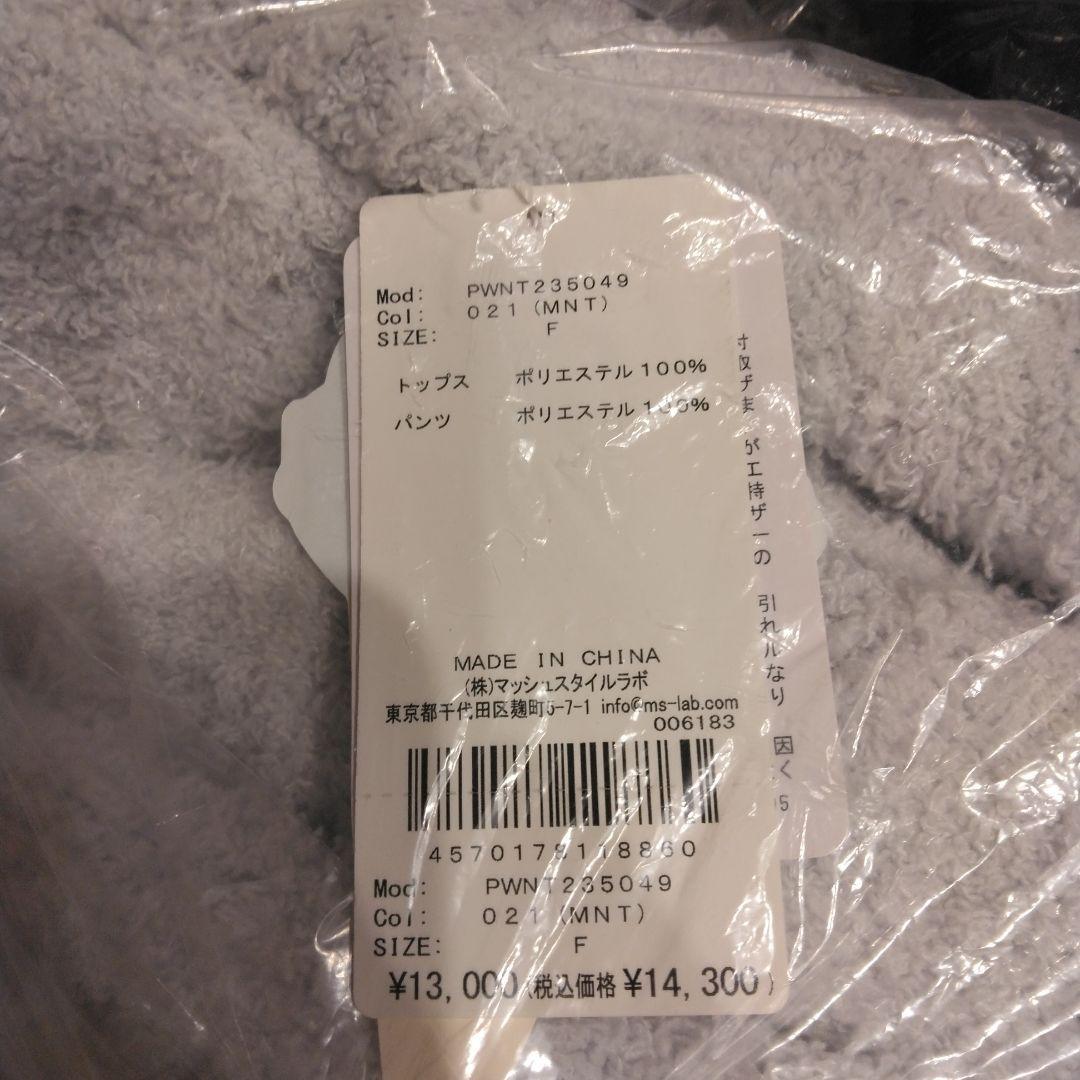 Mod: PWNT235049
Col: 021 (MNT)
SIZE: F
トップス ポリエステル100%
パンツ ポリエステル100%
MADE IN CHINA
(株)マッシュスタイルラボ
東京都千代田区麹町5-7-1 info@ms-lab.com
006183
4570178118860
Mod: PWNT235049
Col: 021 (MNT)
SIZE: F
¥13,000(税込価格 ¥14,300)